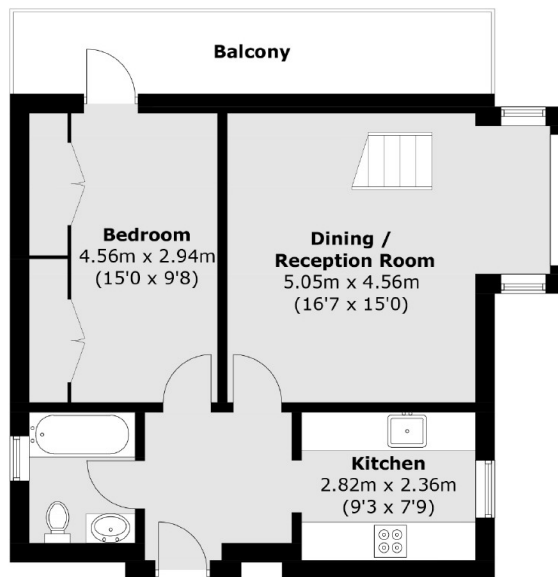 Balcony
Bedroom
4.56m x 2.94m
(15'0 x 9'8)
Dining /
Reception Room
5.05m x 4.56m
(16'7 x 15'0)
Kitchen
2.82m x 2.36m
(9'3 x 7'9)